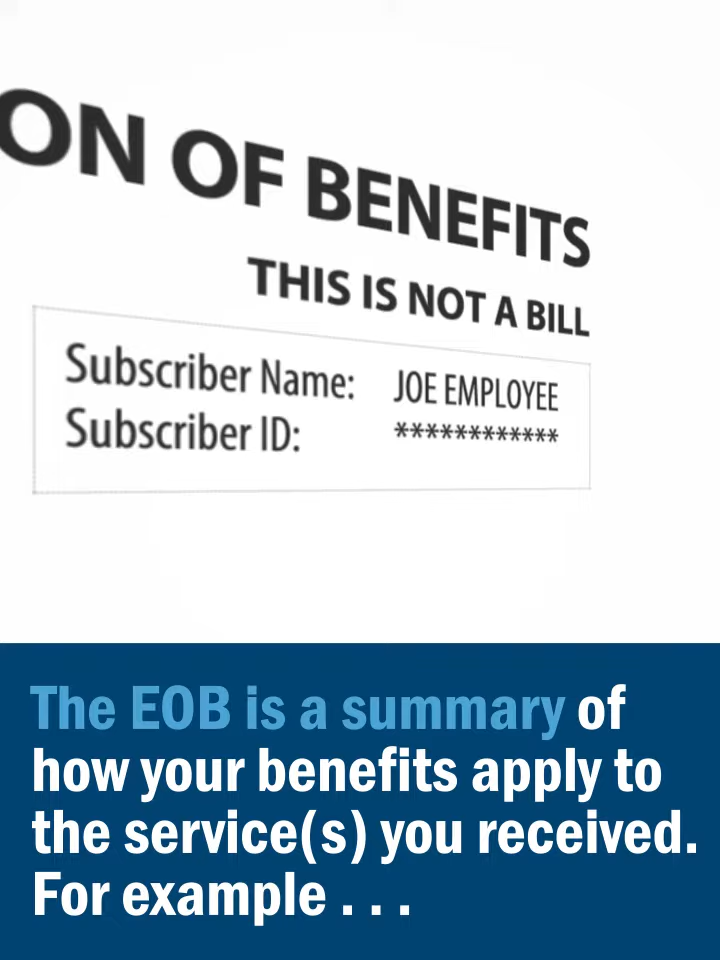 ON OF BENEFITS
THIS IS NOT A BILL
Subscriber Name: JOE EMPLOYEE
Subscriber ID: ************
The EOB is a summary of
how your benefits apply to
the service(s) you received.
For example . . .